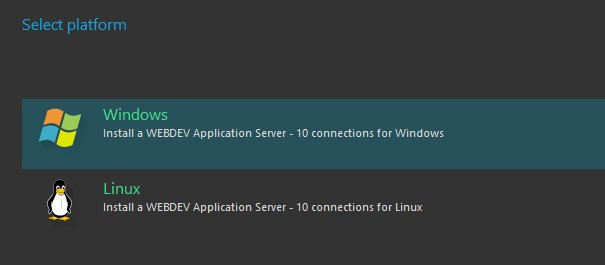 Select platform
Windows
Install a WEBDEV Application Server - 10 connections for Windows
Linux
Install a WEBDEV Application Server - 10 connections for Linux